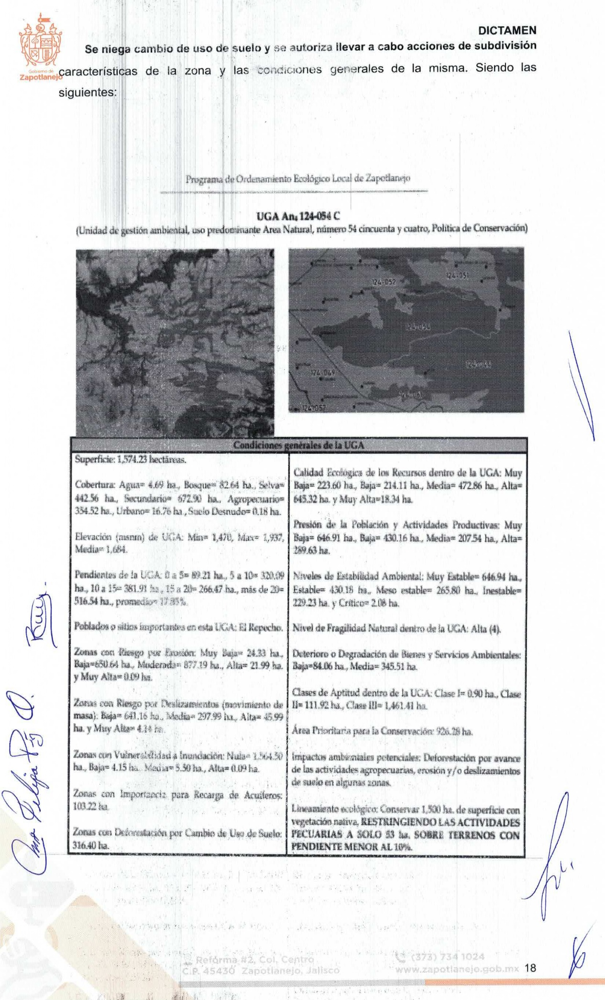 DICTAMEN
Se niega cambio de uso de suelo y se autoriza llevar a cabo acciones de subdivisión
Gobierno de
Zapotlanejo
características de la zona y las condiciones generales de la misma. Siendo las
siguientes:
Programa de Ordenamiento Ecológico Local de Zapotlanejo
UGA An₄ 124-054 C
(Unidad de gestión ambiental, uso predominante Area Natural, número 54 cincuenta y cuatro, Política de Conservación)
124-051
124-052
124-054
124-049
124-057
Condiciones generales de la UGA
Superficie: 1,574.23 hectáreas.
Cobertura: Agua= 4.69 ha., Bosque= 82.64 ha., Selva=
442.56 ha., Secundario= 672.90 ha., Agropecuario=
354.52 ha., Urbano= 16.76 ha., Suelo Desnudo= 0.18 ha.
Elevación (msnm) de UGA: Min= 1,470, Max= 1,937,
Media= 1,684.
Pendientes de la UGA: 0 a 5= 89.21 ha., 5 a 10= 320.09
ha., 10 a 15= 381.91 ha., 15 a 20= 266.47 ha., más de 20=
516.54 ha., promedio= 17.85%.
Poblados o sitios importantes en esta UGA: El Repecho.
Zonas con Riesgo por Erosión: Muy Baja= 24.33 ha.,
Baja=650.64 ha., Moderada= 877.19 ha., Alta= 21.99 ha.
y Muy Alta= 0.09 ha.
Zonas con Riesgo por Deslizamientos (movimiento de
masa): Baja= 641.16 ha., Media= 297.99 ha., Alta= 45.99
ha. y Muy Alta= 4.14 ha.
Zonas con Vulnerabilidad a Inundación: Nula= 1,564.50
ha., Baja= 4.15 ha., Media= 5.50 ha., Alta= 0.09 ha.
Zonas con Importancia para Recarga de Acuíferos:
103.22 ha.
Zonas con Deforestación por Cambio de Uso de Suelo:
316.40 ha.
Calidad Ecológica de los Recursos dentro de la UGA: Muy
Baja= 223.60 ha., Baja= 214.11 ha., Media= 472.86 ha., Alta=
645.32 ha. y Muy Alta=18.34 ha.
Presión de la Población y Actividades Productivas: Muy
Baja= 646.91 ha., Baja= 430.16 ha., Media= 207.54 ha., Alta=
289.63 ha.
Niveles de Estabilidad Ambiental: Muy Estable= 646.94 ha.,
Estable= 430.18 ha., Meso estable= 265.80 ha., Inestable=
229.23 ha. y Crítico= 2.08 ha.
Nivel de Fragilidad Natural dentro de la UGA: Alta (4).
Deterioro o Degradación de Bienes y Servicios Ambientales:
Baja=84.06 ha., Media= 345.51 ha.
Clases de Aptitud dentro de la UGA: Clase I= 0.90 ha., Clase
II= 111.92 ha., Clase III= 1,461.41 ha.
Área Prioritaria para la Conservación: 926.28 ha.
Impactos ambientales potenciales: Deforestación por avance
de las actividades agropecuarias, erosión y/o deslizamientos
de suelo en algunas zonas.
Lineamiento ecológico: Conservar 1,500 ha. de superficie con
vegetación nativa, RESTRINGIENDO LAS ACTIVIDADES
PECUARIAS A SOLO 53 ha. SOBRE TERRENOS CON
PENDIENTE MENOR AL 10%.
Reforma #2, Col. Centro
C.P. 45430 Zapotlanejo, Jalisco
(373) 734 1024
www.zapotlanejo.gob.mx
18